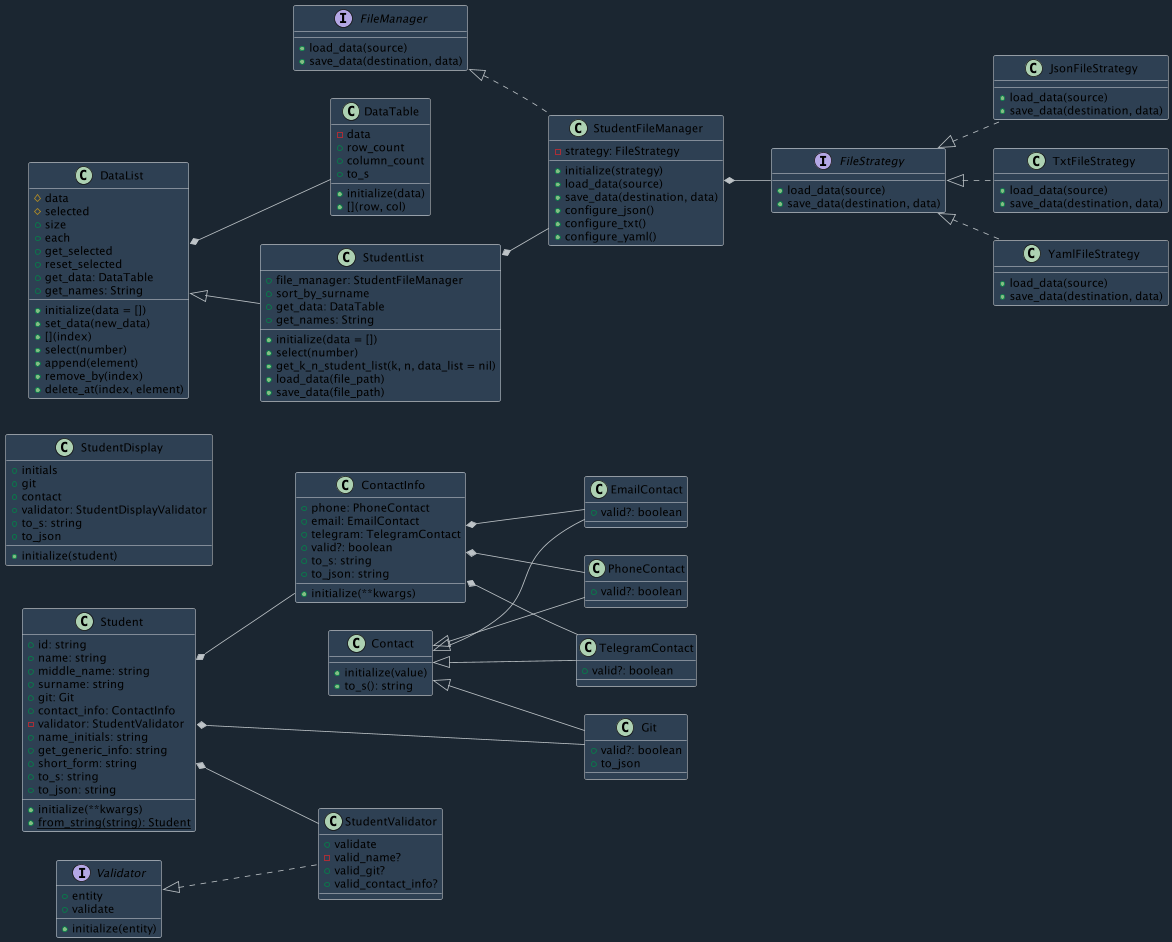 I FileManager
load_data(source)
save_data(destination, data)
C DataTable
data
row_count
column_count
to_s
initialize(data)
[](row, col)
C StudentFileManager
strategy: FileStrategy
initialize(strategy)
load_data(source)
save_data(destination, data)
configure_json()
configure_txt()
configure_yaml()
I FileStrategy
load_data(source)
save_data(destination, data)
C JsonFileStrategy
load_data(source)
save_data(destination, data)
C TxtFileStrategy
load_data(source)
save_data(destination, data)
C YamlFileStrategy
load_data(source)
save_data(destination, data)
C DataList
data
selected
size
each
get_selected
reset_selected
get_data: DataTable
get_names: String
initialize(data = [])
set_data(new_data)
[](index)
select(number)
append(element)
remove_by(index)
delete_at(index, element)
C StudentList
file_manager: StudentFileManager
sort_by_surname
get_data: DataTable
get_names: String
initialize(data = [])
select(number)
get_k_n_student_list(k, n, data_list = nil)
load_data(file_path)
save_data(file_path)
C StudentDisplay
initials
git
contact
validator: StudentDisplayValidator
to_s: string
to_json
initialize(student)
C ContactInfo
phone: PhoneContact
email: EmailContact
telegram: TelegramContact
valid?: boolean
to_s: string
to_json: string
initialize(**kwargs)
C EmailContact
valid?: boolean
C PhoneContact
valid?: boolean
C Contact
initialize(value)
to_s(): string
C TelegramContact
valid?: boolean
C Git
valid?: boolean
to_json
C Student
id: string
name: string
middle_name: string
surname: string
git: Git
contact_info: ContactInfo
validator: StudentValidator
name_initials: string
get_generic_info: string
short_form: string
to_s: string
to_json: string
initialize(**kwargs)
from_string(string): Student
C StudentValidator
validate
valid_name?
valid_git?
valid_contact_info?
I Validator
entity
validate
initialize(entity)